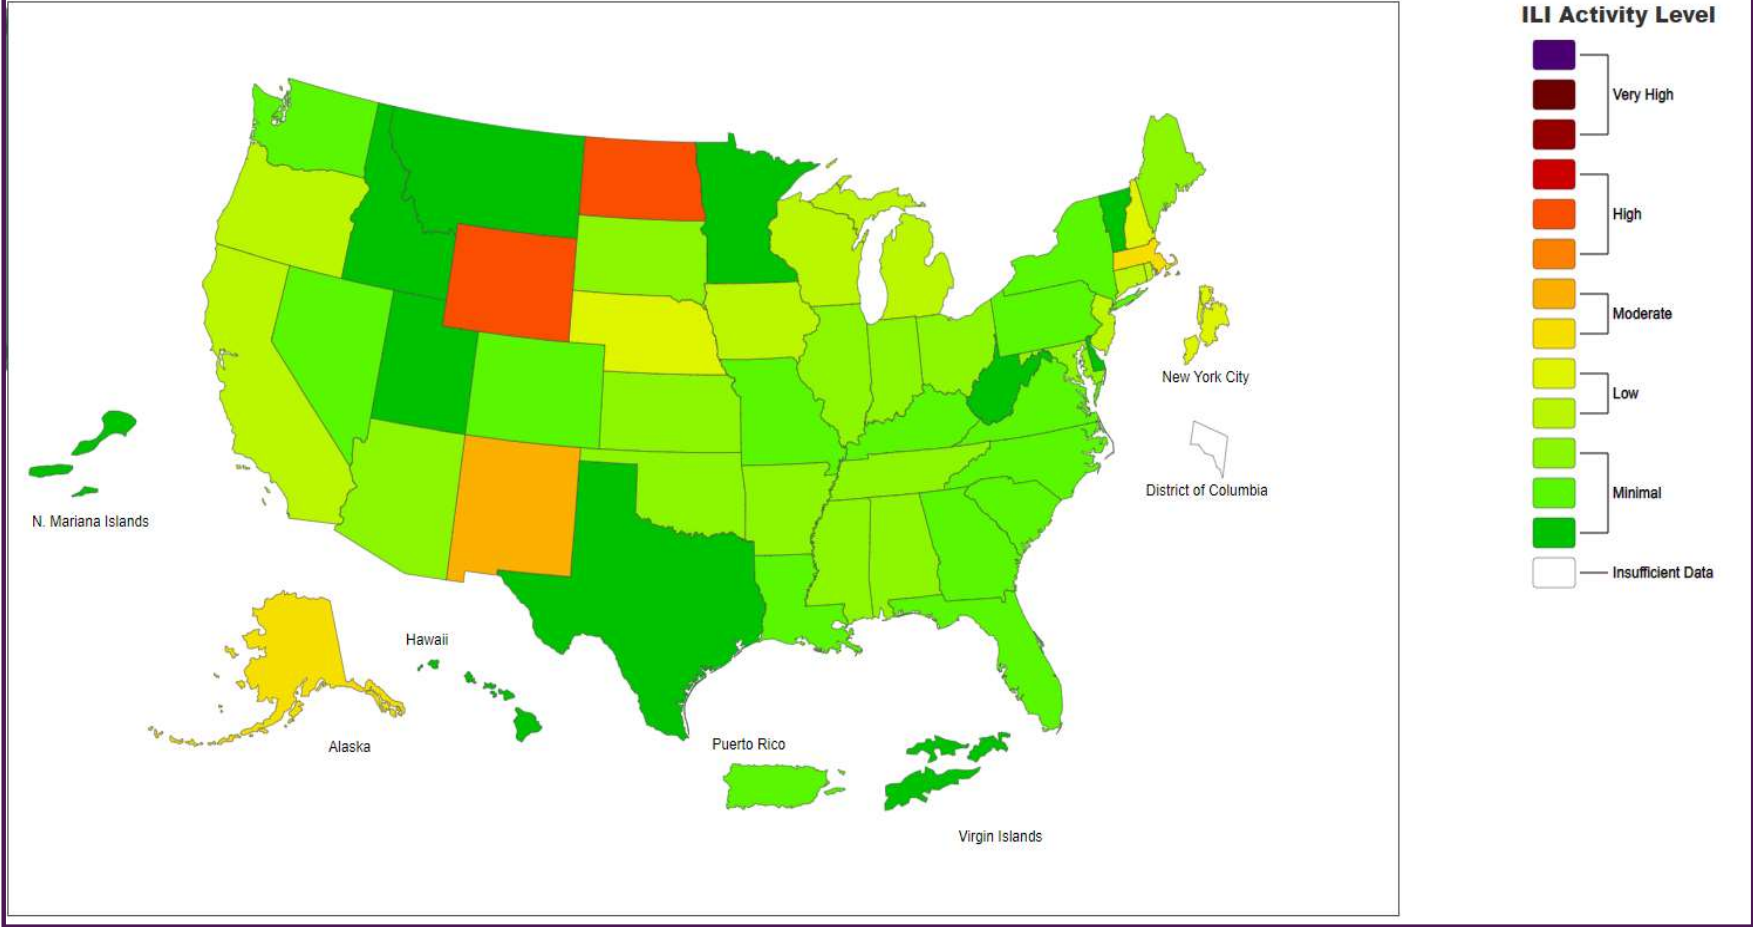 ILI Activity Level
Very High
High
Moderate
Low
Minimal
Insufficient Data
New York City
District of Columbia
N. Mariana Islands
Hawaii
Alaska
Puerto Rico
Virgin Islands